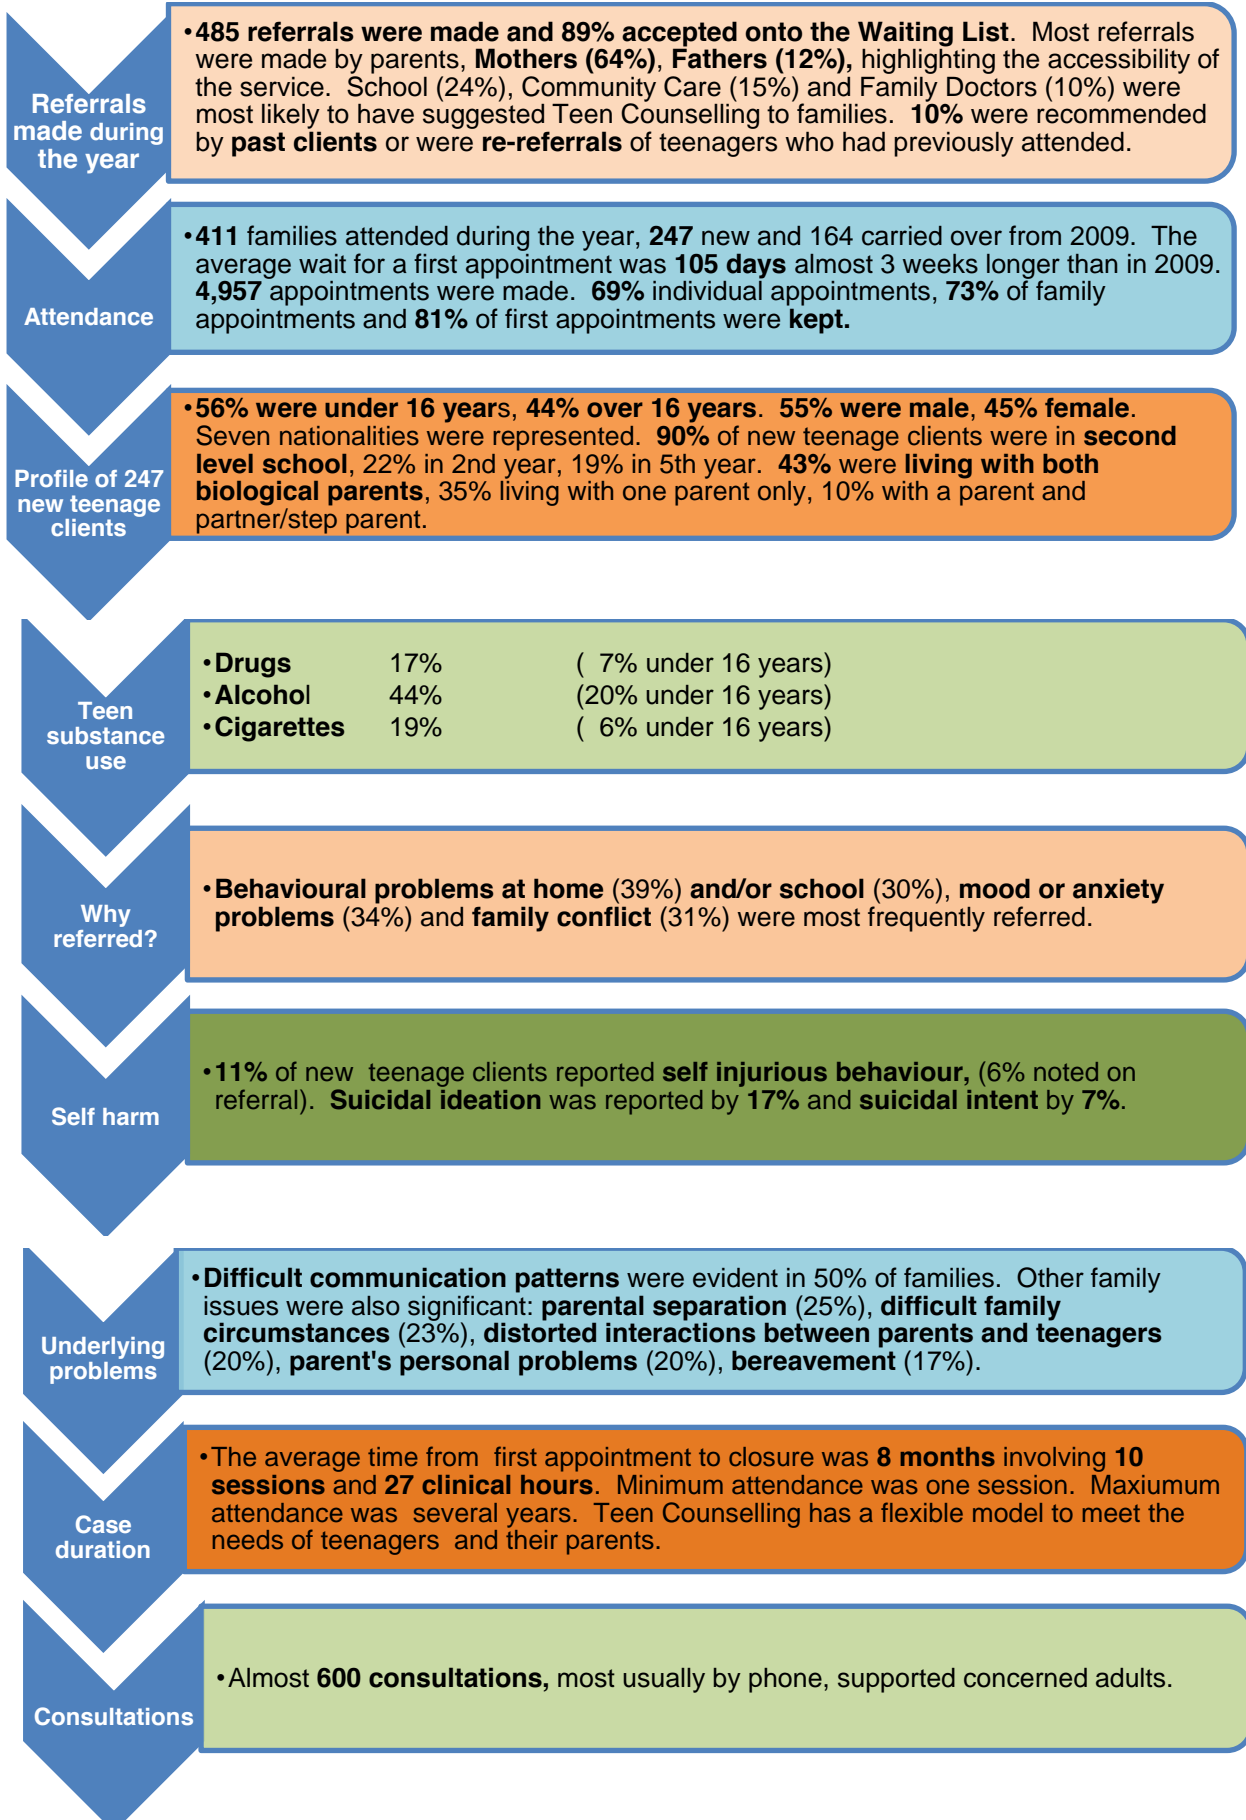 Referrals
made during
the year
•485 referrals were made and 89% accepted onto the Waiting List.  Most referrals
were made by parents, Mothers (64%), Fathers (12%), highlighting the accessibility of
the service.  School (24%), Community Care (15%) and Family Doctors (10%) were
most likely to have suggested Teen Counselling to families.  10% were recommended
by past clients or were re-referrals of teenagers who had previously attended.
Attendance
•411 families attended during the year, 247 new and 164 carried over from 2009.  The
average wait for a first appointment was 105 days almost 3 weeks longer than in 2009.
4,957 appointments were made.  69% individual appointments, 73% of family
appointments and 81% of first appointments were kept.
Profile of 247
new teenage
clients
•56% were under 16 years, 44% over 16 years.  55% were male, 45% female.
Seven nationalities were represented.  90% of new teenage clients were in second
level school, 22% in 2nd year, 19% in 5th year.  43% were living with both
biological parents, 35% living with one parent only, 10% with a parent and
partner/step parent.
Teen
substance
use
•Drugs 17% ( 7% under 16 years)
•Alcohol 44% (20% under 16 years)
•Cigarettes 19% ( 6% under 16 years)
Why
referred?
•Behavioural problems at home (39%) and/or school (30%), mood or anxiety
problems (34%) and family conflict (31%) were most frequently referred.
Self harm
•11% of new  teenage clients reported self injurious behaviour, (6% noted on
referral).  Suicidal ideation was reported by 17% and suicidal intent by 7%.
Underlying
problems
•Difficult communication patterns were evident in 50% of families.  Other family
issues were also significant: parental separation (25%), difficult family
circumstances (23%), distorted interactions between parents and teenagers
(20%), parent's personal problems (20%), bereavement (17%).
Case
duration
•The average time from  first appointment to closure was 8 months involving 10
sessions and 27 clinical hours.  Minimum attendance was one session.  Maxiumum
attendance was  several years.  Teen Counselling has a flexible model to meet the
needs of teenagers  and their parents.
Consultations
•Almost 600 consultations, most usually by phone, supported concerned adults.